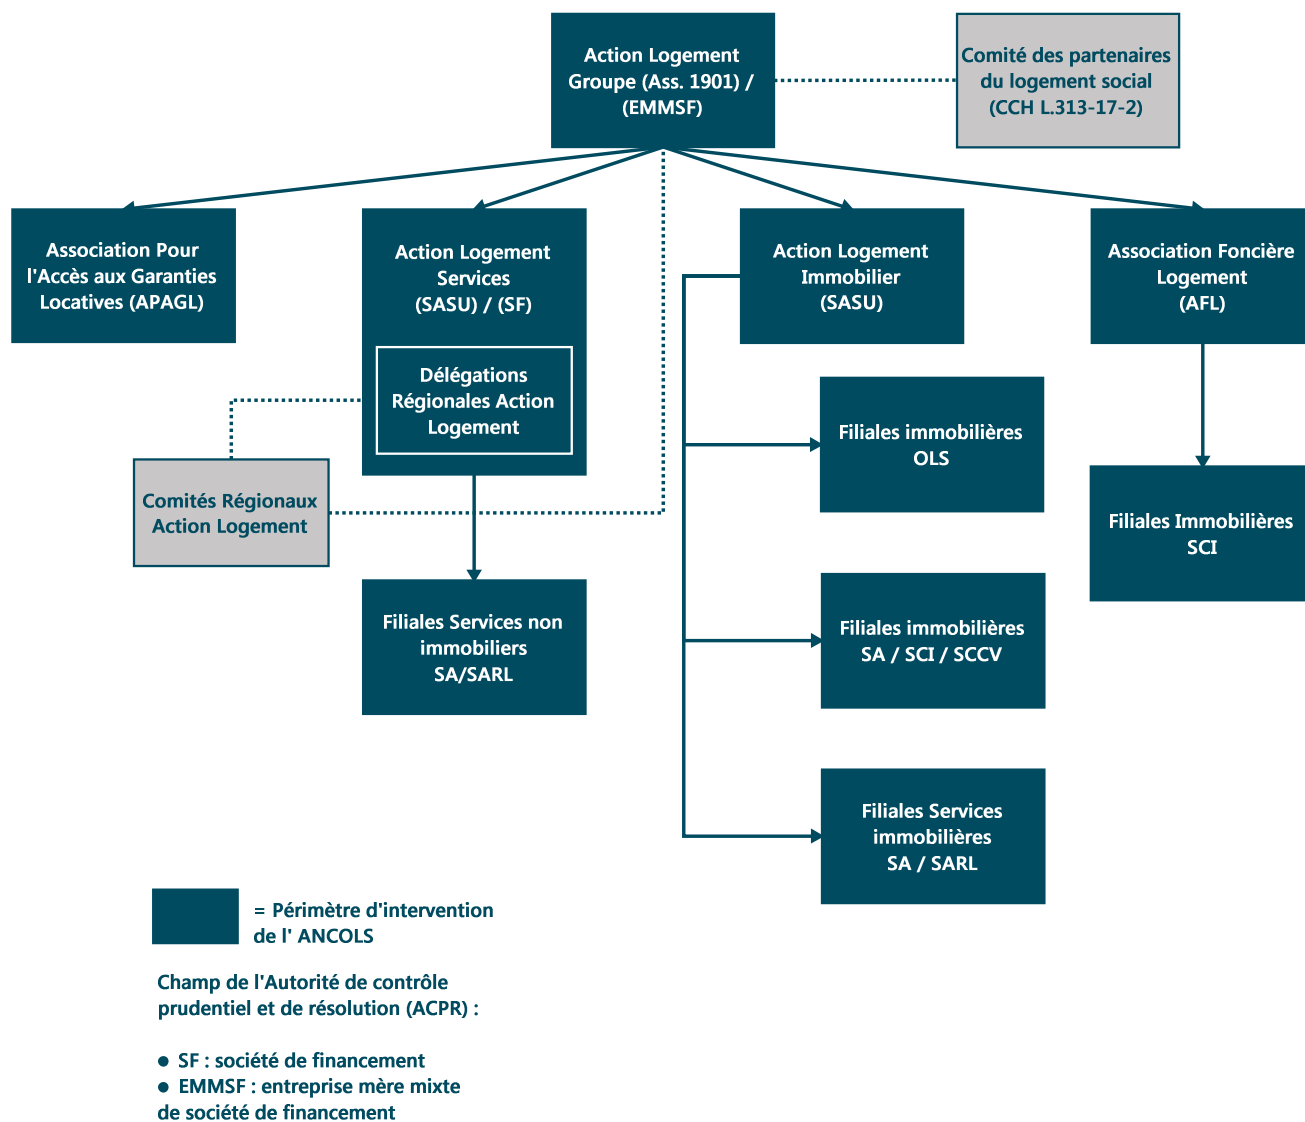 Action Logement
Groupe (Ass. 1901) /
(EMMSF)
Comité des partenaires
du logement social
(CCH L.313-17-2)
Association Pour
l'Accès aux Garanties
Locatives (APAGL)
Action Logement
Services
(SASU) / (SF)
Délégations
Régionales Action
Logement
Action Logement
Immobilier
(SASU)
Association Foncière
Logement
(AFL)
Comités Régionaux
Action Logement
Filiales immobilières
OLS
Filiales Immobilières
SCI
Filiales Services non
immobiliers
SA/SARL
Filiales immobilières
SA / SCI / SCCV
Filiales Services
immobilières
SA / SARL
= Périmètre d'intervention
de l' ANCOLS
Champ de l'Autorité de contrôle
prudentiel et de résolution (ACPR) :
● SF : société de financement
● EMMSF : entreprise mère mixte
de société de financement